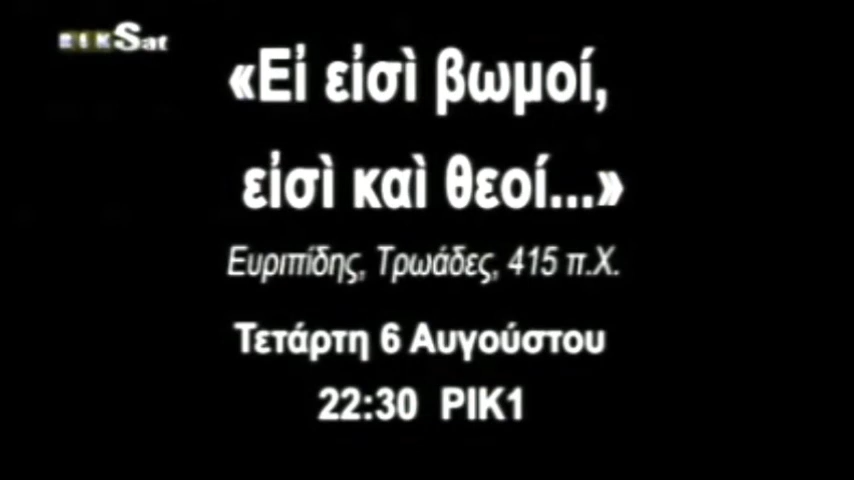 RIKSat
«Εἰ εἰσὶ βωμοί,
εἰσὶ καὶ θεοί...»
Ευριπίδης, Τρωάδες, 415 π.Χ.
Τετάρτη 6 Αυγούστου
22:30 ΡΙΚ1